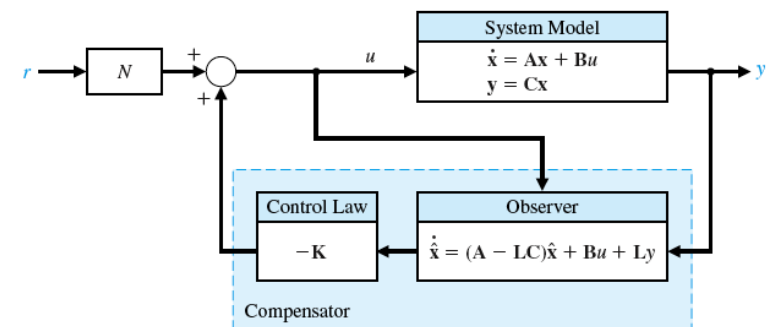 System Model
ẋ = Ax + Bu
y = Cx
r
N
+
+
u
y
Control Law
−K
Observer
x̂̇ = (A − LC)x̂ + Bu + Ly
Compensator